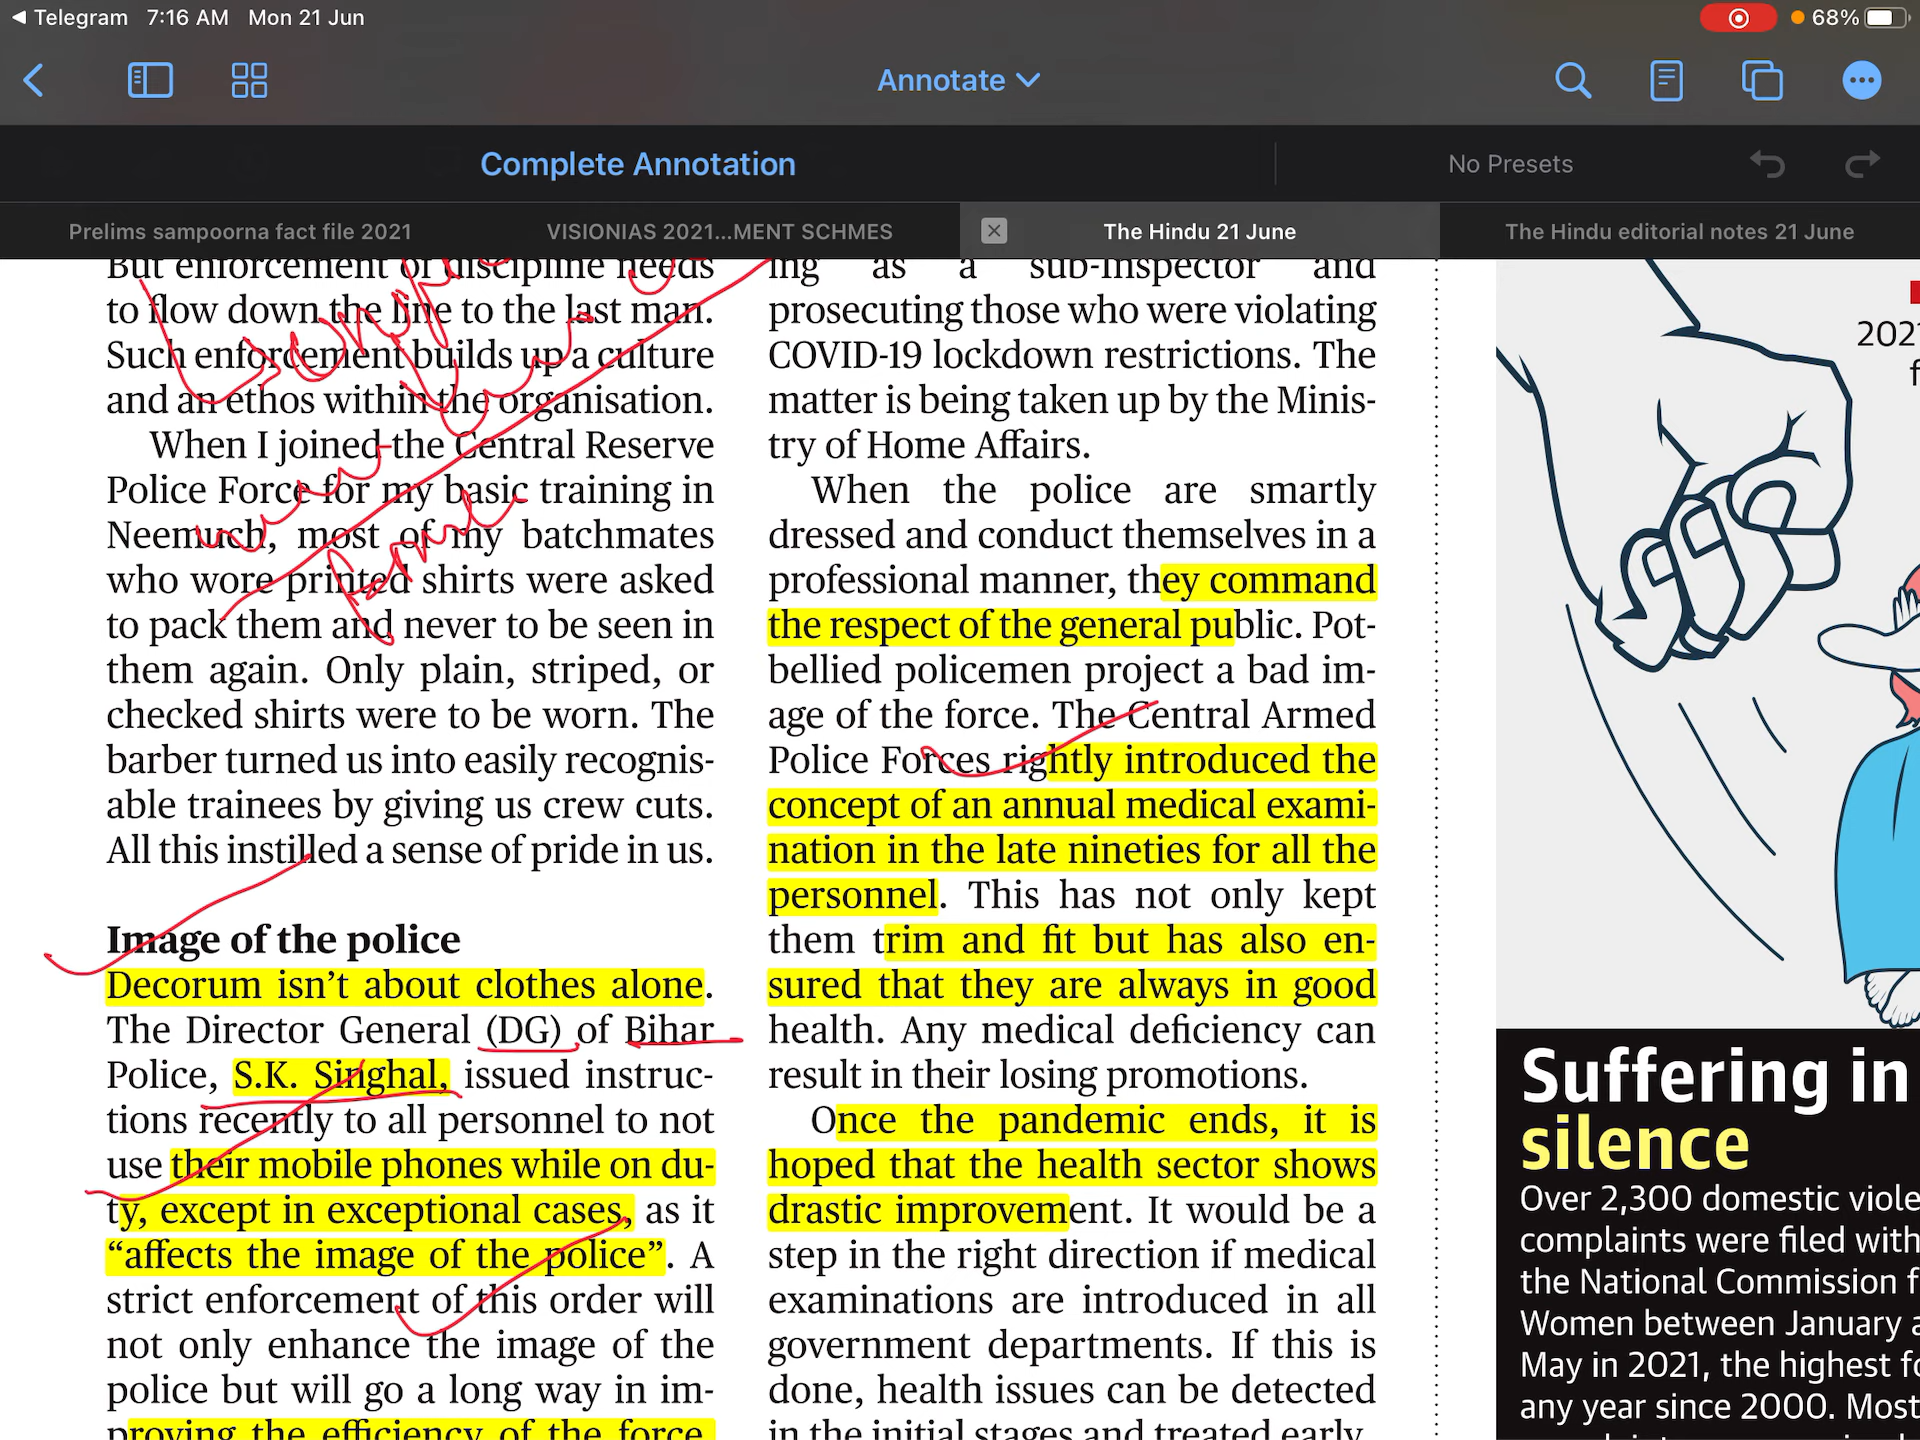 Telegram 7:16 AM Mon 21 Jun
68%
Annotate
Complete Annotation
No Presets
Prelims sampoorna fact file 2021
VISIONIAS 2021...MENT SCHMES
The Hindu 21 June
The Hindu editorial notes 21 June
But enforcement of discipline needs
to flow down the line to the last man.
Such enforcement builds up a culture
and an ethos within the organisation.
When I joined the Central Reserve
Police Force for my basic training in
Neemuch, most of my batchmates
who wore printed shirts were asked
to pack them and never to be seen in
them again. Only plain, striped, or
checked shirts were to be worn. The
barber turned us into easily recognis-
able trainees by giving us crew cuts.
All this instilled a sense of pride in us.
Image of the police
Decorum isn't about clothes alone.
The Director General (DG) of Bihar
Police, S.K. Singhal, issued instruc-
tions recently to all personnel to not
use their mobile phones while on du-
ty, except in exceptional cases, as it
“affects the image of the police”. A
strict enforcement of this order will
not only enhance the image of the
police but will go a long way in im-
proving the efficiency of the force.
ing as a sub-inspector and
prosecuting those who were violating
COVID-19 lockdown restrictions. The
matter is being taken up by the Minis-
try of Home Affairs.
When the police are smartly
dressed and conduct themselves in a
professional manner, they command
the respect of the general public. Pot-
bellied policemen project a bad im-
age of the force. The Central Armed
Police Forces rightly introduced the
concept of an annual medical exami-
nation in the late nineties for all the
personnel. This has not only kept
them trim and fit but has also en-
sured that they are always in good
health. Any medical deficiency can
result in their losing promotions.
Once the pandemic ends, it is
hoped that the health sector shows
drastic improvement. It would be a
step in the right direction if medical
examinations are introduced in all
government departments. If this is
done, health issues can be detected
in the initial stages and treated early.
2021
f
Suffering in
silence
Over 2,300 domestic viole
complaints were filed with
the National Commission f
Women between January a
May in 2021, the highest fo
any year since 2000. Most